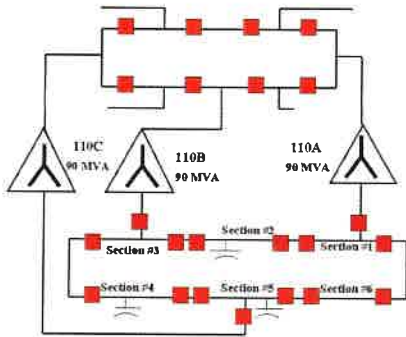 110C
90 MVA
110B
90 MVA
110A
90 MVA
Section #2
Section #3
Section #1
Section #4
Section #5
Section #6